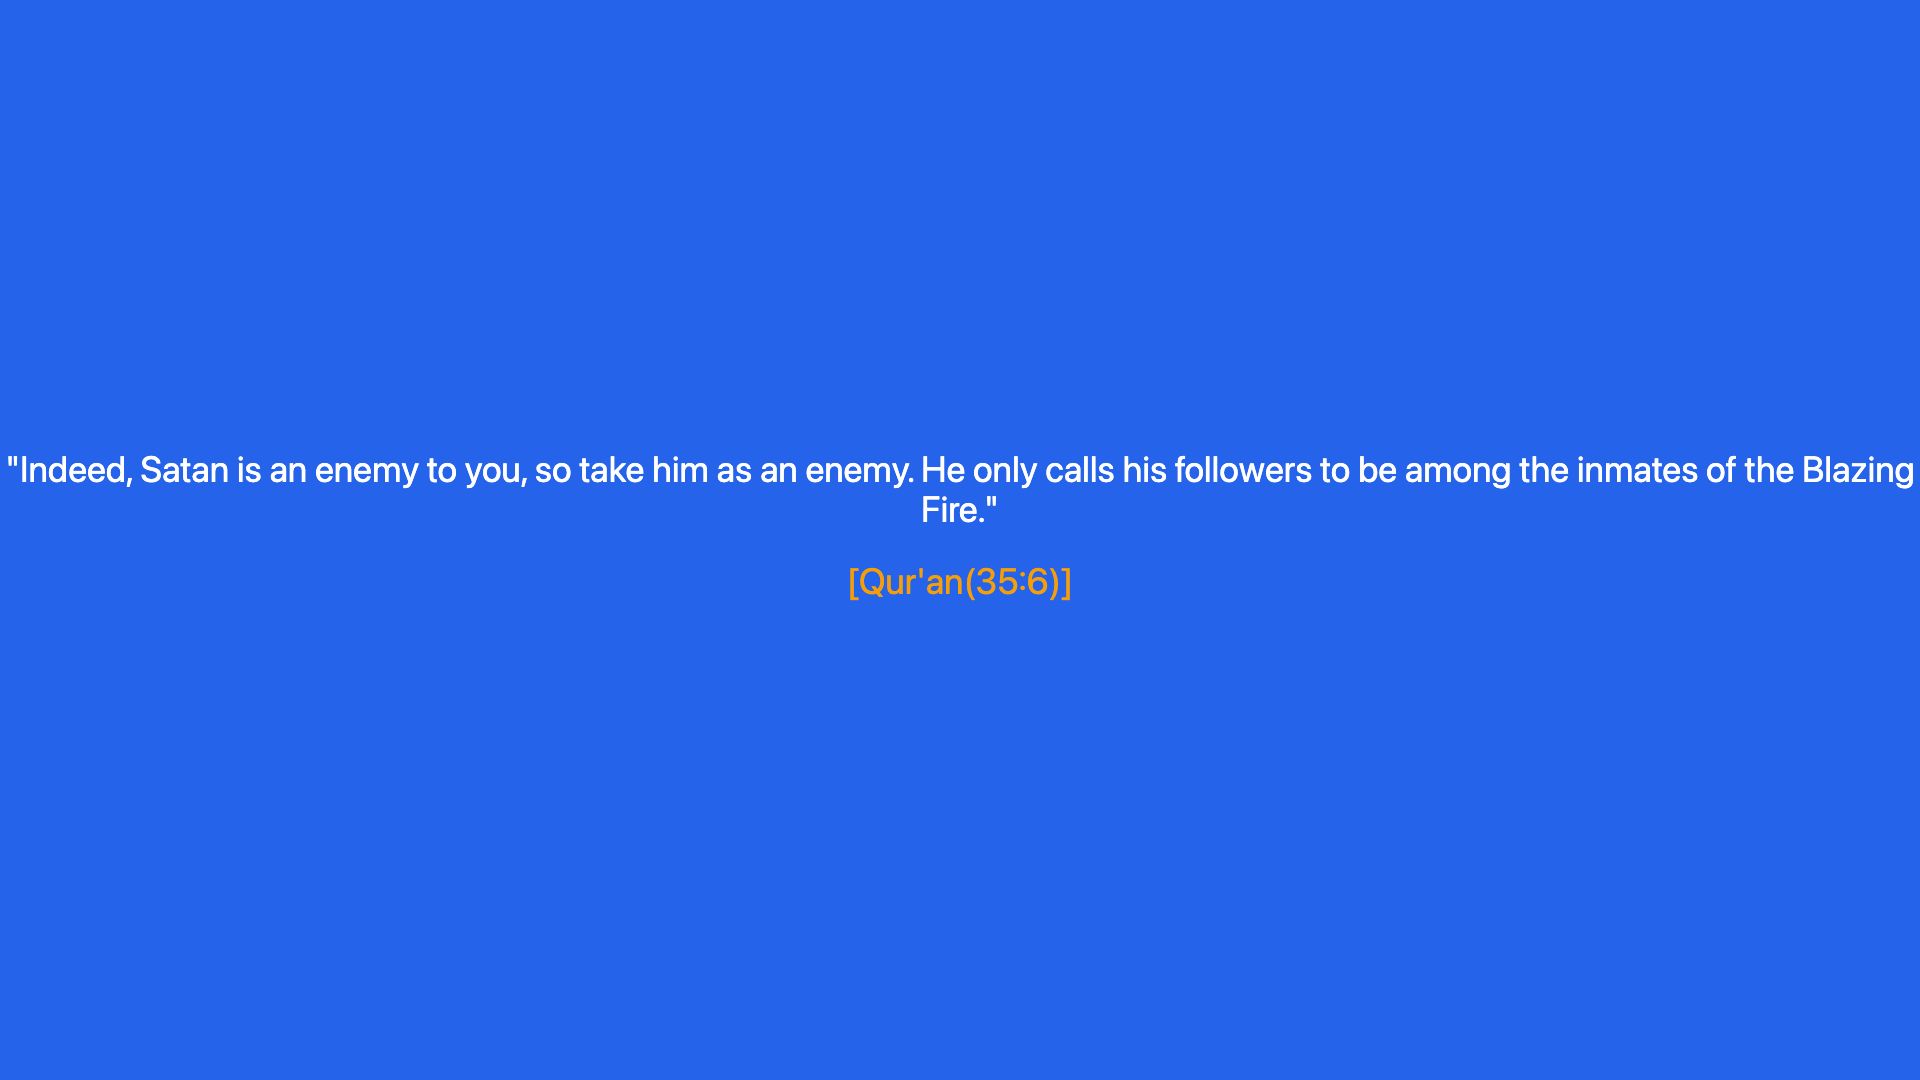 "Indeed, Satan is an enemy to you, so take him as an enemy. He only calls his followers to be among the inmates of the Blazing
Fire."
[Qur'an(35:6)]